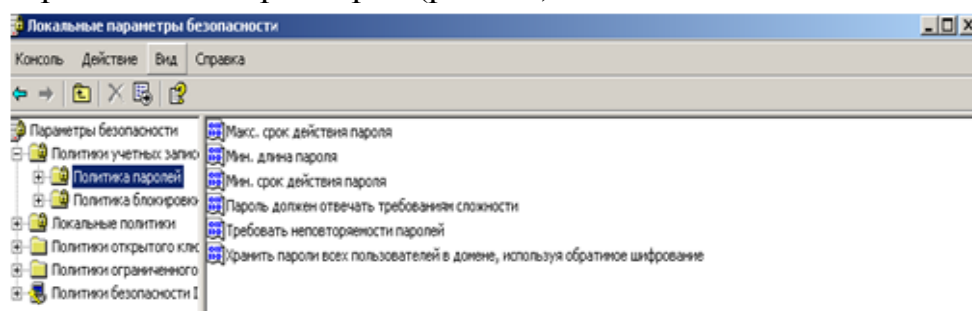 Локальные параметры безопасности
Консоль Действие Вид Справка
Параметры безопасности
Политики учетных запис
Политика паролей
Политика блокировк
Локальные политики
Политики открытого клю
Политики ограниченного
Политики безопасности I
Макс. срок действия пароля
Мин. длина пароля
Мин. срок действия пароля
Пароль должен отвечать требованиям сложности
Требовать неповторяемости паролей
Хранить пароли всех пользователей в домене, используя обратимое шифрование